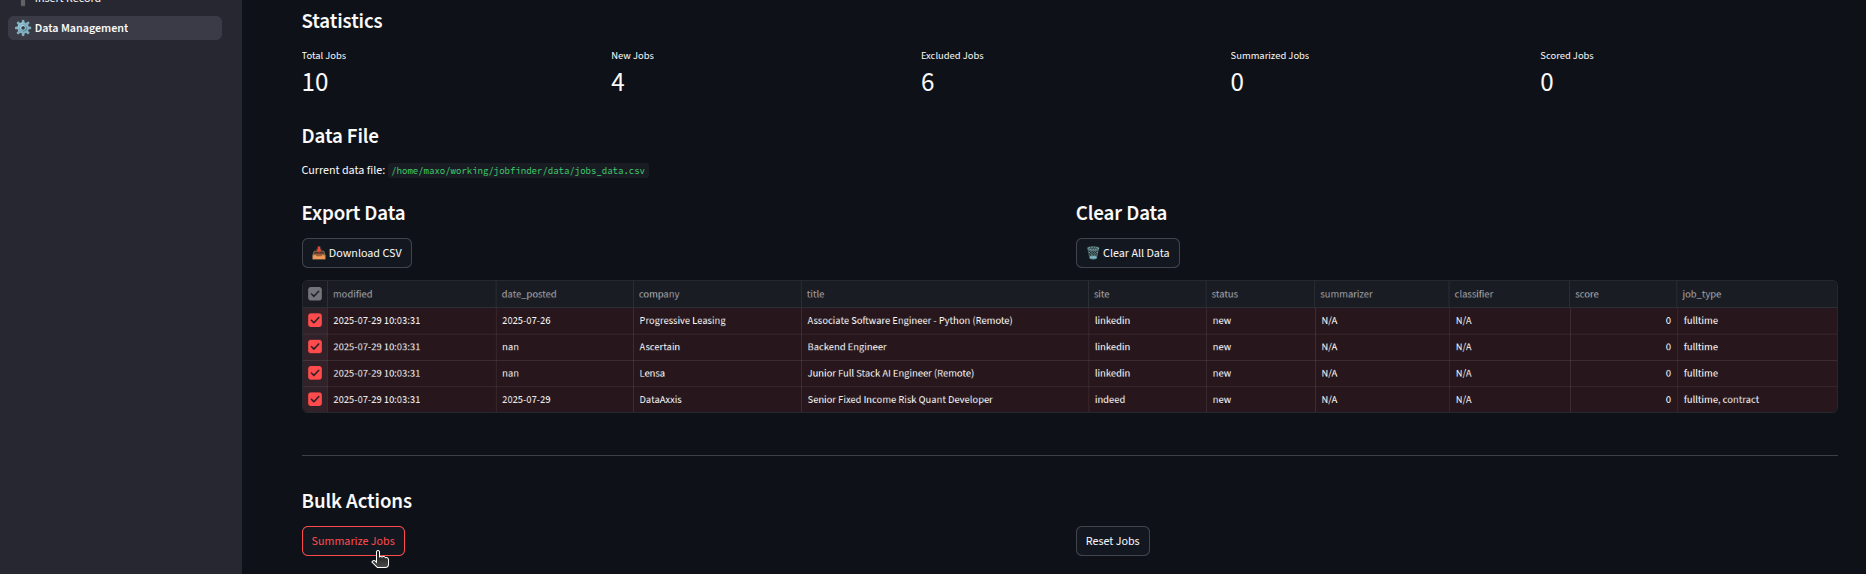 Insert Record
Data Management
Statistics
Total Jobs New Jobs Excluded Jobs Summarized Jobs Scored Jobs
10 4 6 0 0
Data File
Current data file: /home/maxo/working/jobfinder/data/jobs_data.csv
Export Data Clear Data
Download CSV Clear All Data
modified date_posted company title site status summarizer classifier score job_type
2025-07-29 10:03:31 2025-07-26 Progressive Leasing Associate Software Engineer - Python (Remote) linkedin new N/A N/A 0 fulltime
2025-07-29 10:03:31 nan Ascertain Backend Engineer linkedin new N/A N/A 0 fulltime
2025-07-29 10:03:31 nan Lensa Junior Full Stack AI Engineer (Remote) linkedin new N/A N/A 0 fulltime
2025-07-29 10:03:31 2025-07-29 DataAxxis Senior Fixed Income Risk Quant Developer indeed new N/A N/A 0 fulltime, contract
Bulk Actions
Summarize Jobs Reset Jobs